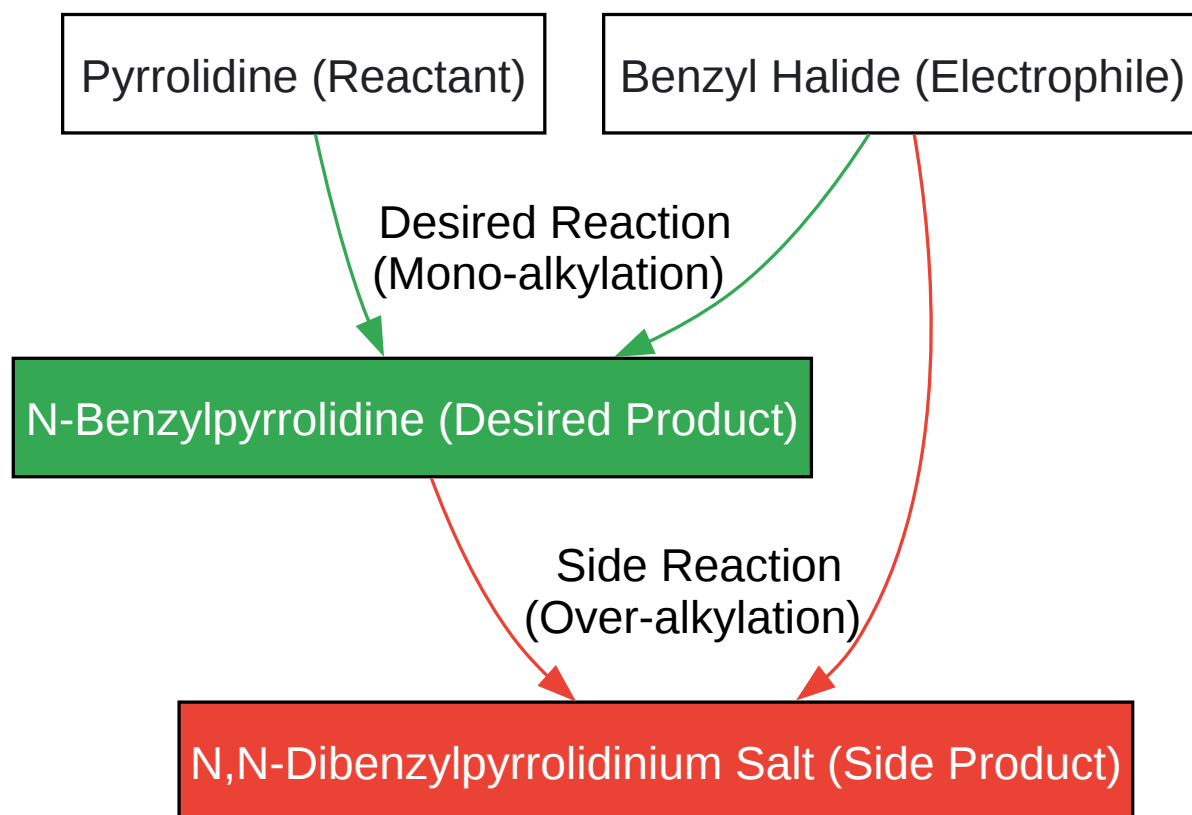 Pyrrolidine (Reactant)
Benzyl Halide (Electrophile)
Desired Reaction
(Mono-alkylation)
N-Benzylpyrrolidine (Desired Product)
Side Reaction
(Over-alkylation)
N,N-Dibenzylpyrrolidinium Salt (Side Product)